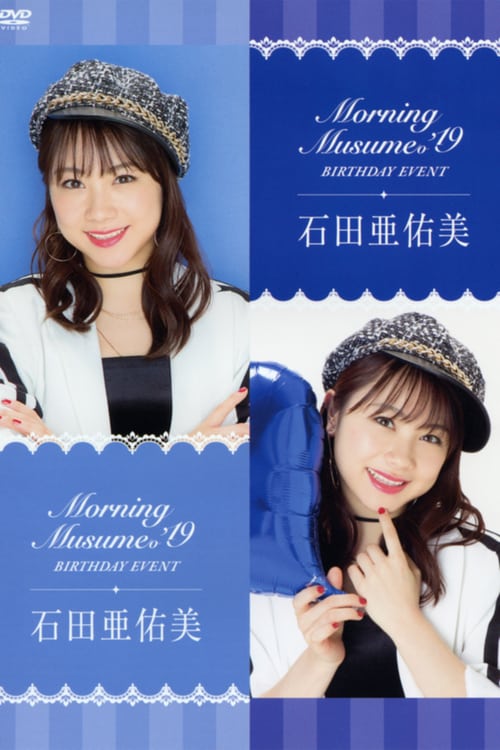 DVD
VIDEO
Morning
Musume。'19
BIRTHDAY EVENT
石田亜佑美
Morning
Musume。'19
BIRTHDAY EVENT
石田亜佑美